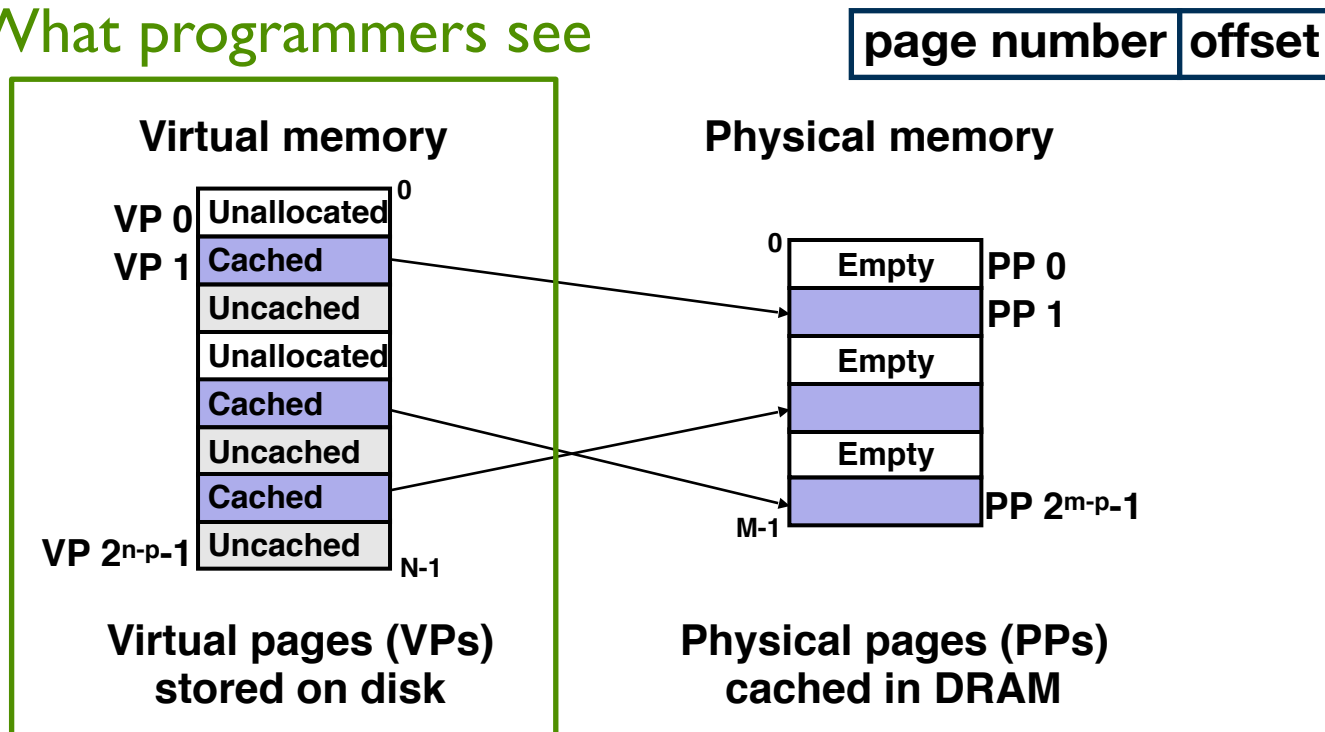 What programmers see
page number offset
Virtual memory
Physical memory
0
VP 0 Unallocated
VP 1 Cached
Uncached
Unallocated
Cached
Uncached
Cached
VP 2ⁿ⁻ᵖ-1 Uncached
N-1
0
Empty PP 0
PP 1
Empty
Empty
PP 2ᵐ⁻ᵖ-1
M-1
Virtual pages (VPs)
stored on disk
Physical pages (PPs)
cached in DRAM